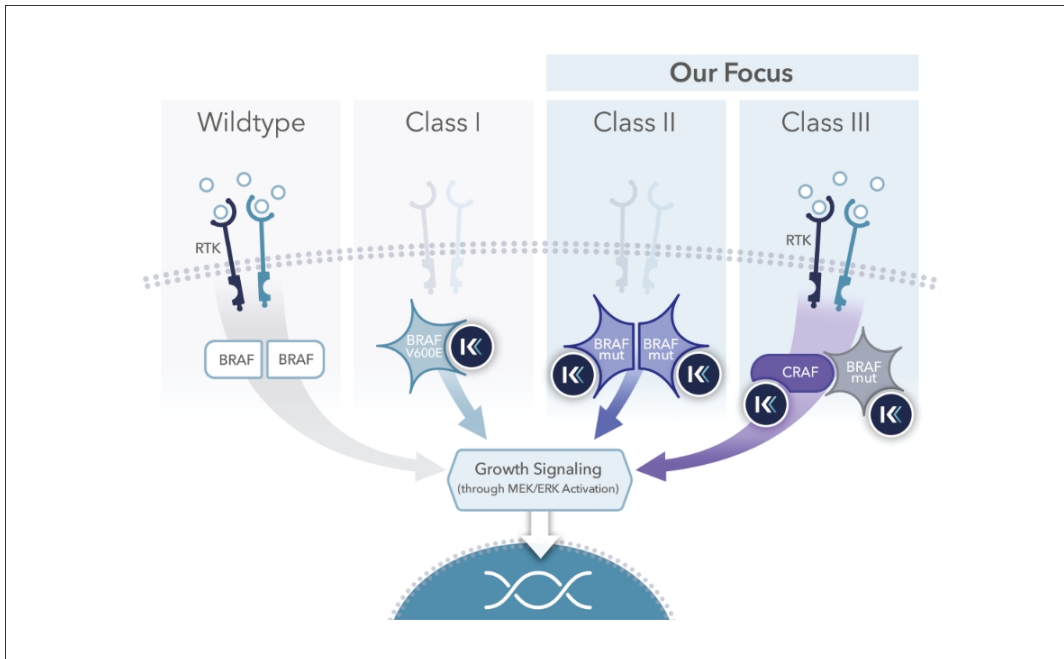 Our Focus
Wildtype
Class I
Class II
Class III
RTK
RTK
BRAF
BRAF
BRAF
V600E
BRAF
mut
BRAF
mut
CRAF
BRAF
mut
Growth Signaling
(through MEK/ERK Activation)